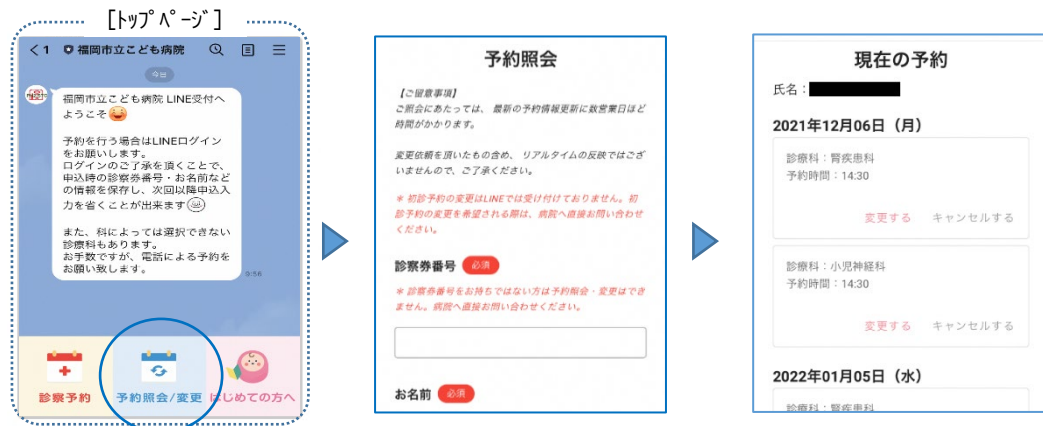 [ﾄｯﾌﾟﾍﾟｰｼﾞ]
< 1 福岡市立こども病院
今日
福岡市立こども病院 LINE受付へ
ようこそ
予約を行う場合はLINEログイン
をお願いします。
ログインのご了承を頂くことで、
申込時の診察券番号・お名前など
の情報を保存し、次回以降申込入
力を省くことが出来ます
また、科によっては選択できない
診療科もあります。
お手数ですが、電話による予約を
お願い致します。
9:56
診察予約
予約照会/変更
はじめての方へ
予約照会
【ご留意事項】
ご照会にあたっては、 最新の予約情報更新に数営業日ほど
時間がかかります。
変更依頼を頂いたもの含め、 リアルタイムの反映ではござ
いませんので、ご了承ください。
* 初診予約の変更はLINEでは受け付けておりません。初
診予約の変更を希望される際は、病院へ直接お問い合わせ
ください。
診察券番号 必須
* 診察券番号をお持ちではない方は予約照会・変更はでき
ません。病院へ直接お問い合わせください。
お名前 必須
現在の予約
氏名：
2021年12月06日（月）
診療科：腎疾患科
予約時間：14:30
変更する キャンセルする
診療科：小児神経科
予約時間：14:30
変更する キャンセルする
2022年01月05日（水）
診療科：腎疾患科